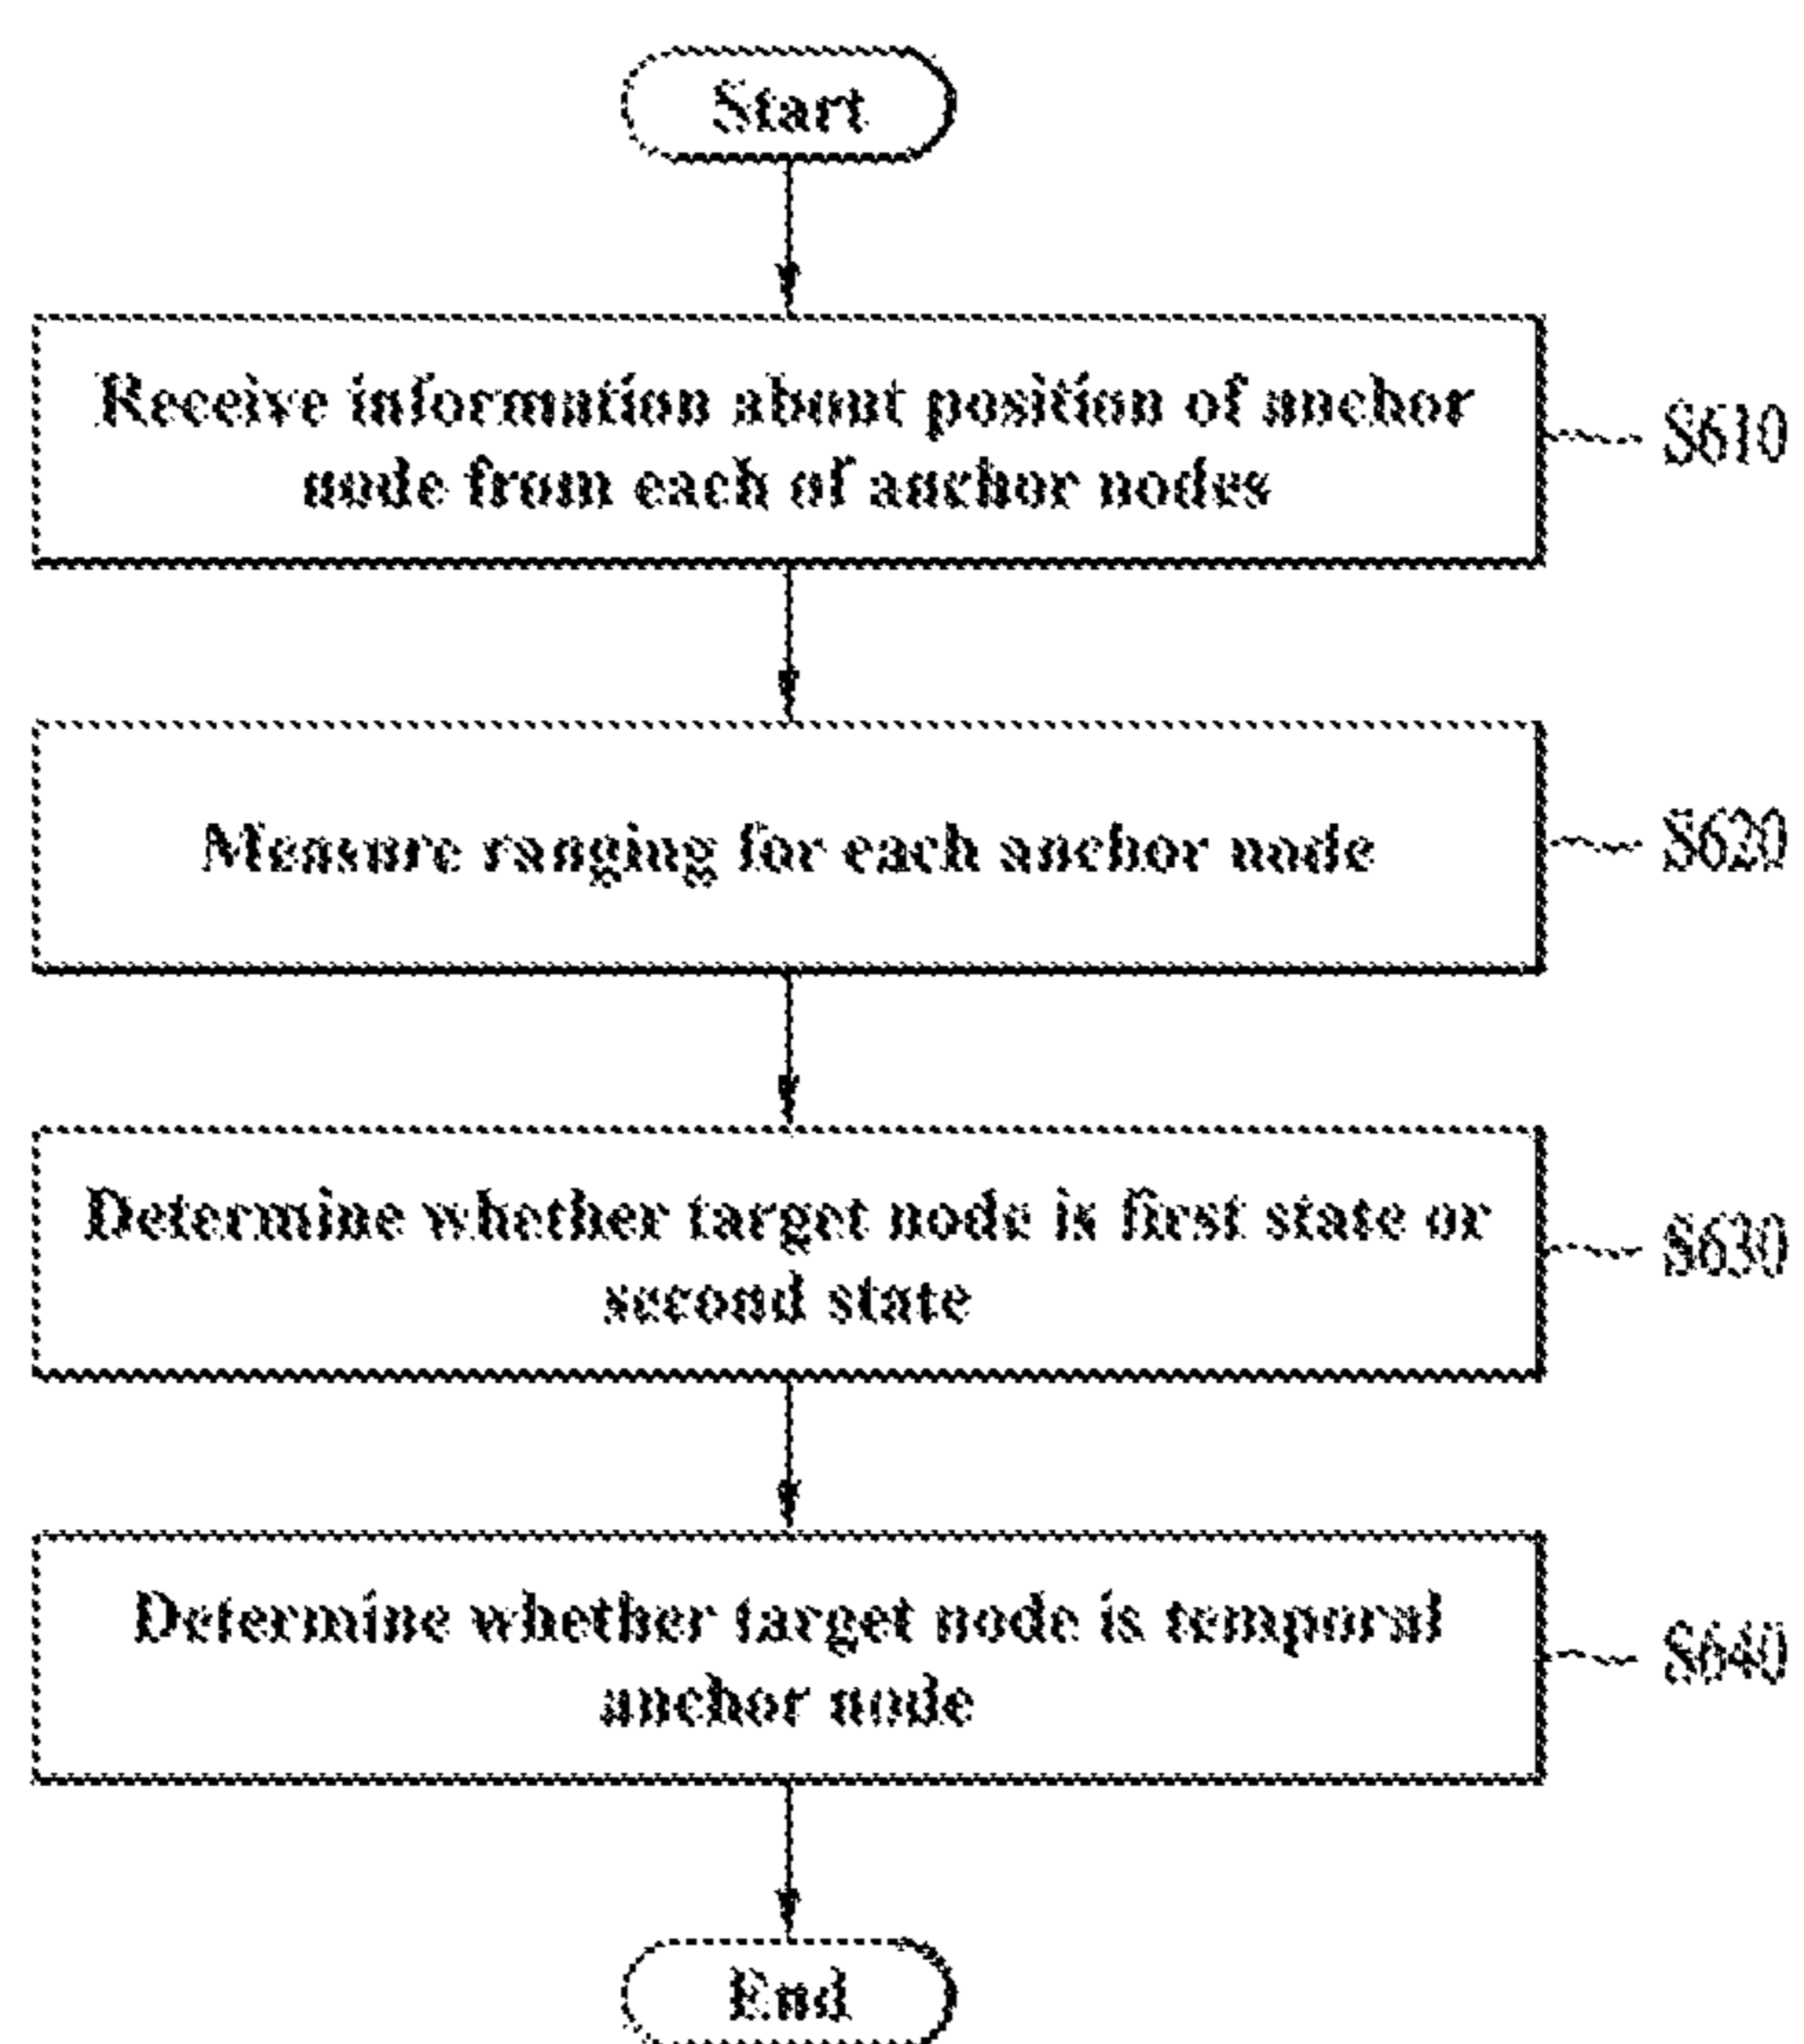 Start
Receive information about position of anchor
node from each of anchor nodes
S610
Measure ranging for each anchor node
S620
Determine whether target node is first state or
second state
S630
Determine whether target node is temporal
anchor node
S640
End